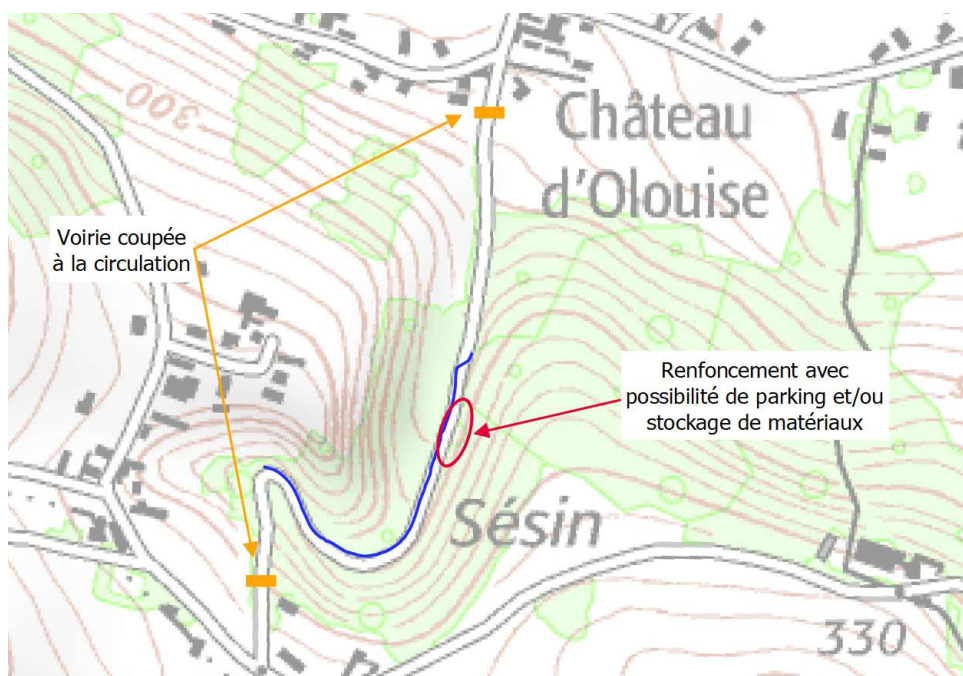 300
Château
d'Olouise
Voirie coupée
à la circulation
Renfoncement avec
possibilité de parking et/ou
stockage de matériaux
Sésin
330